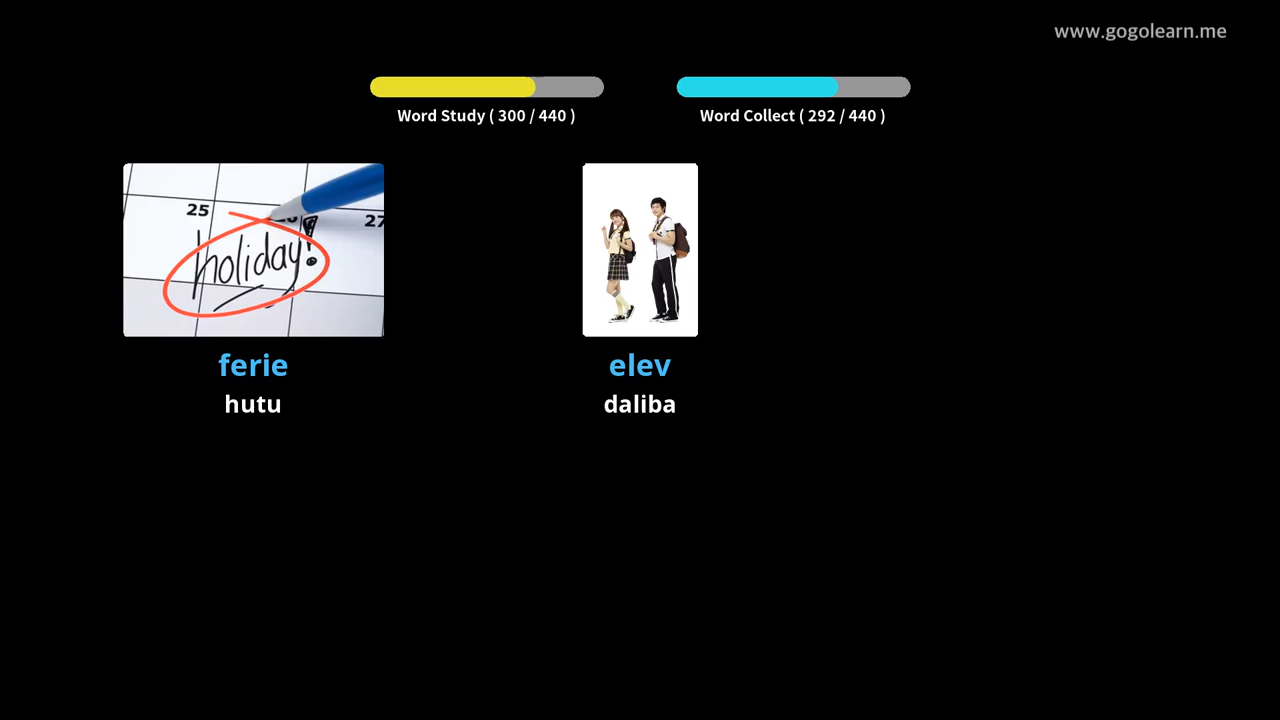 www.gogolearn.me
Word Study ( 300 / 440 )
Word Collect ( 292 / 440 )
25
27
holiday!
ferie
hutu
elev
daliba